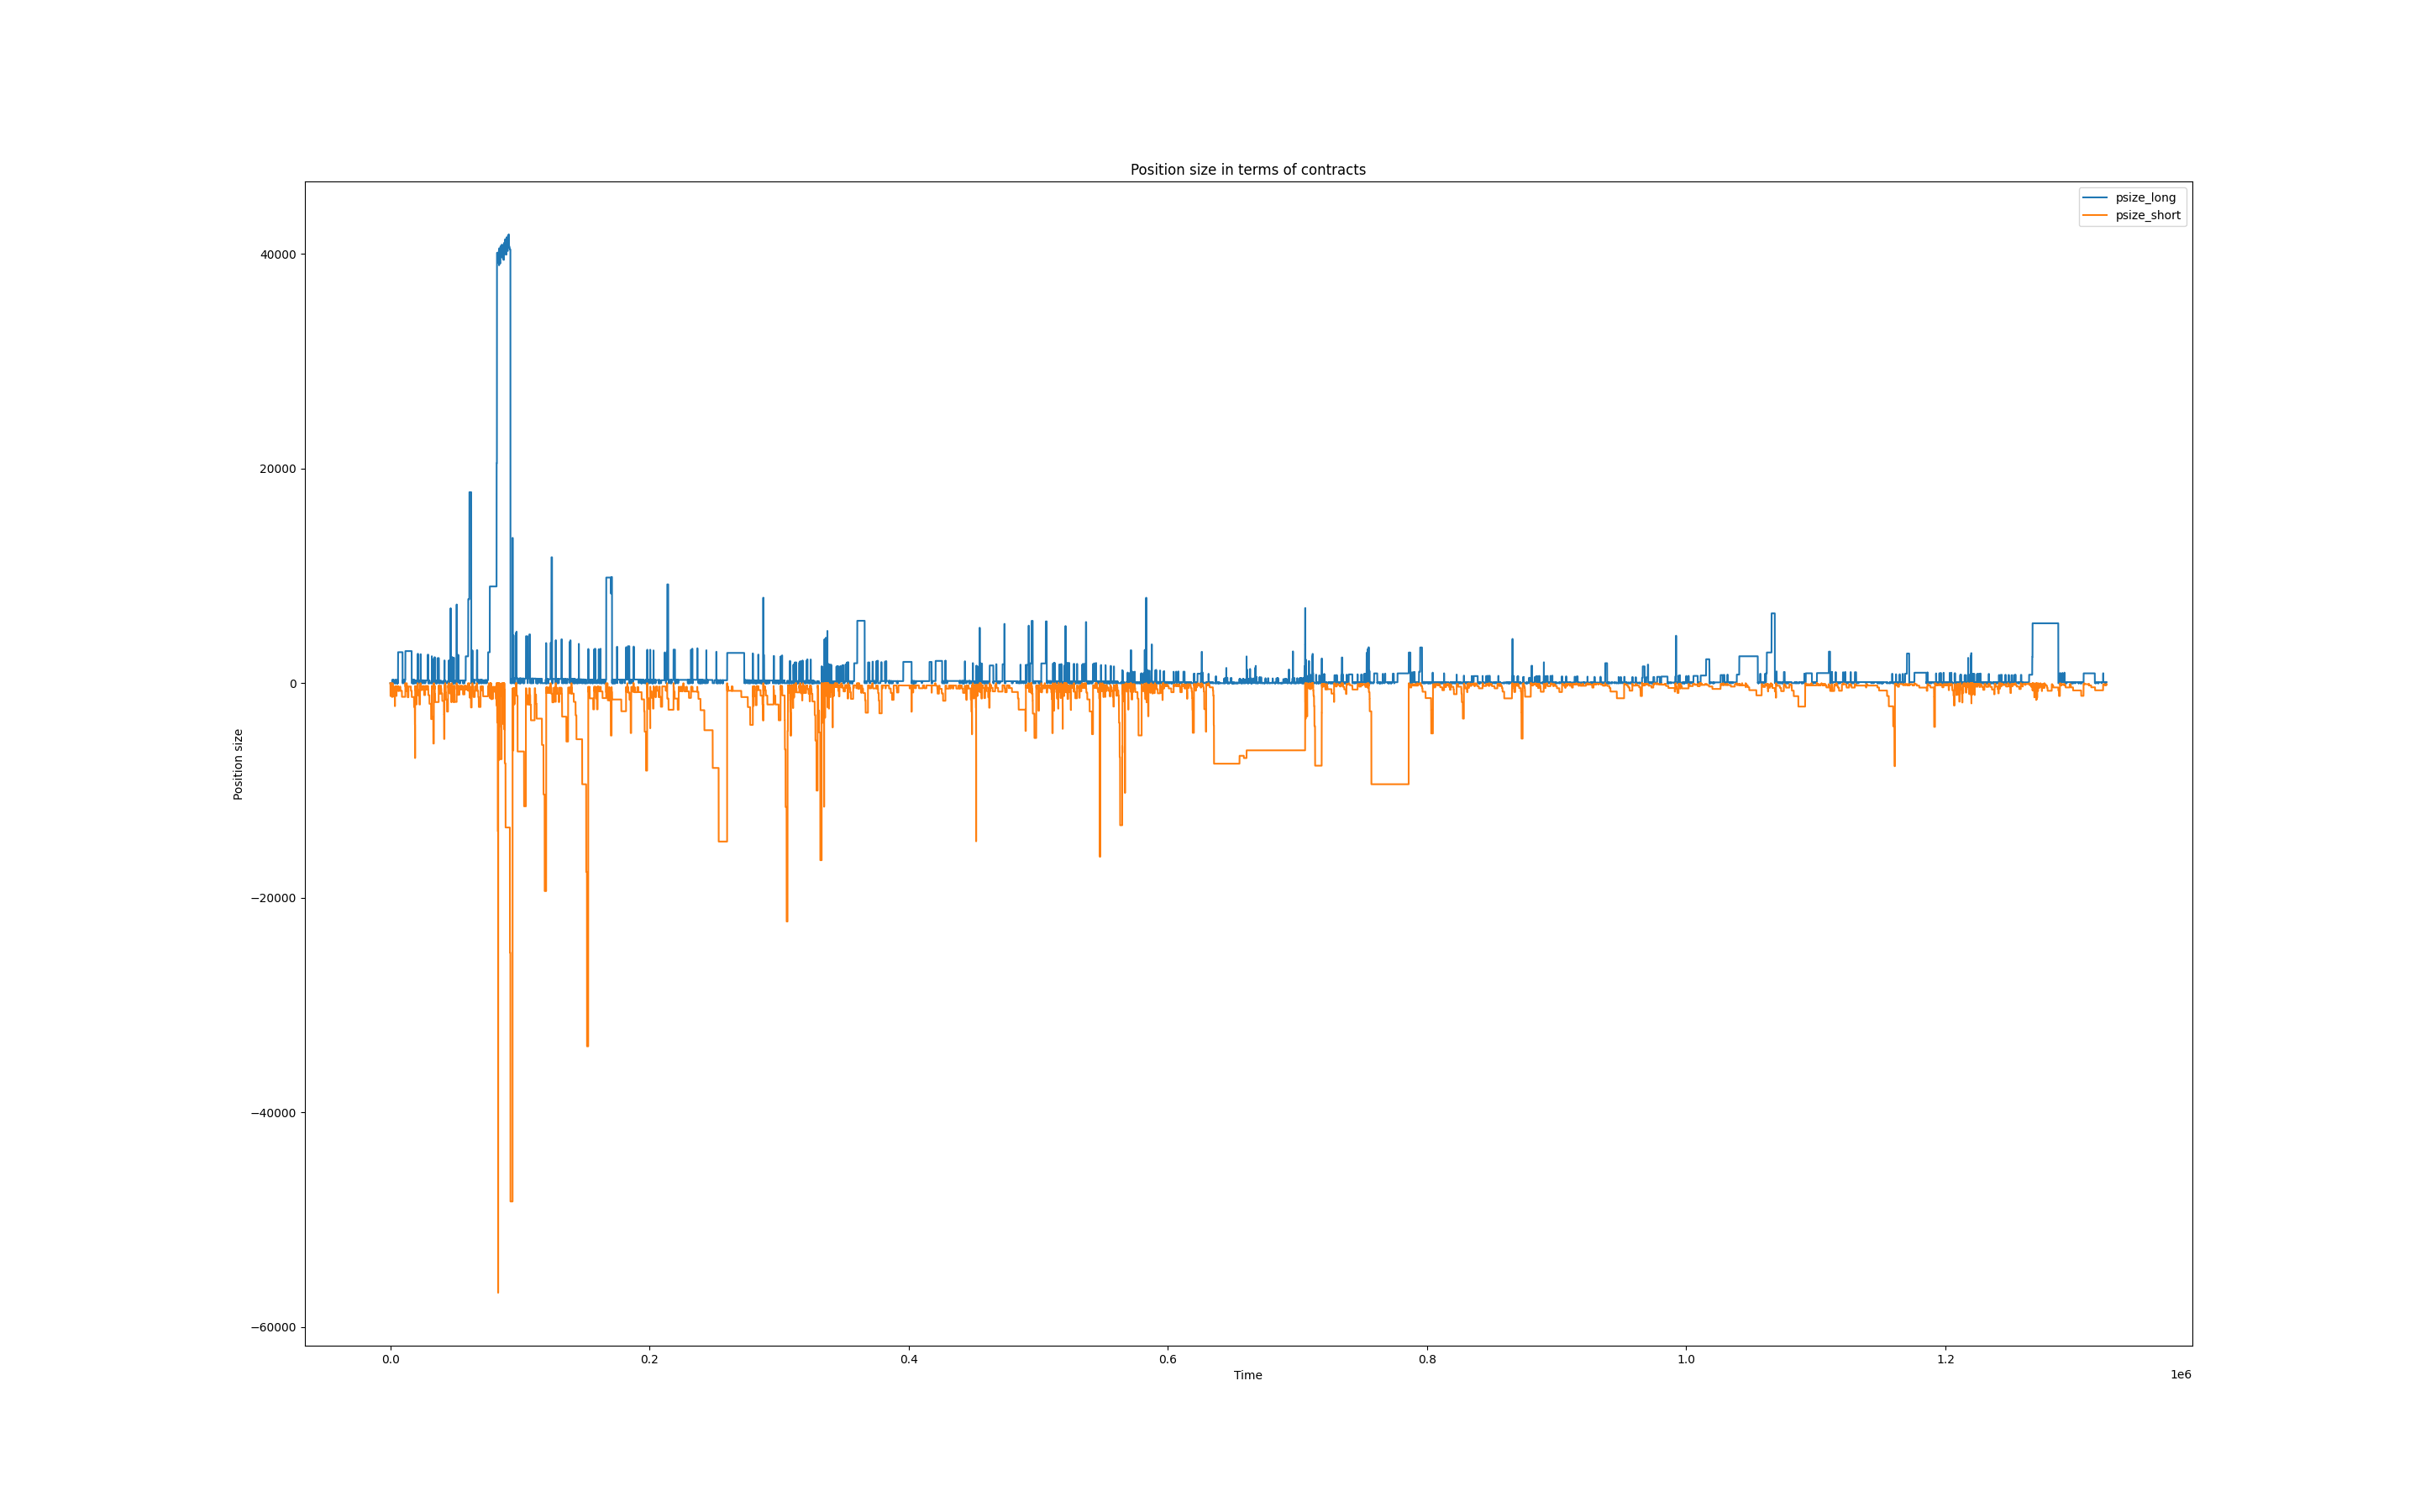 Position size in terms of contracts
psize_long
psize_short
40000
20000
0
−20000
−40000
−60000
Position size
0.0
0.2
0.4
0.6
0.8
1.0
1.2
Time
1e6